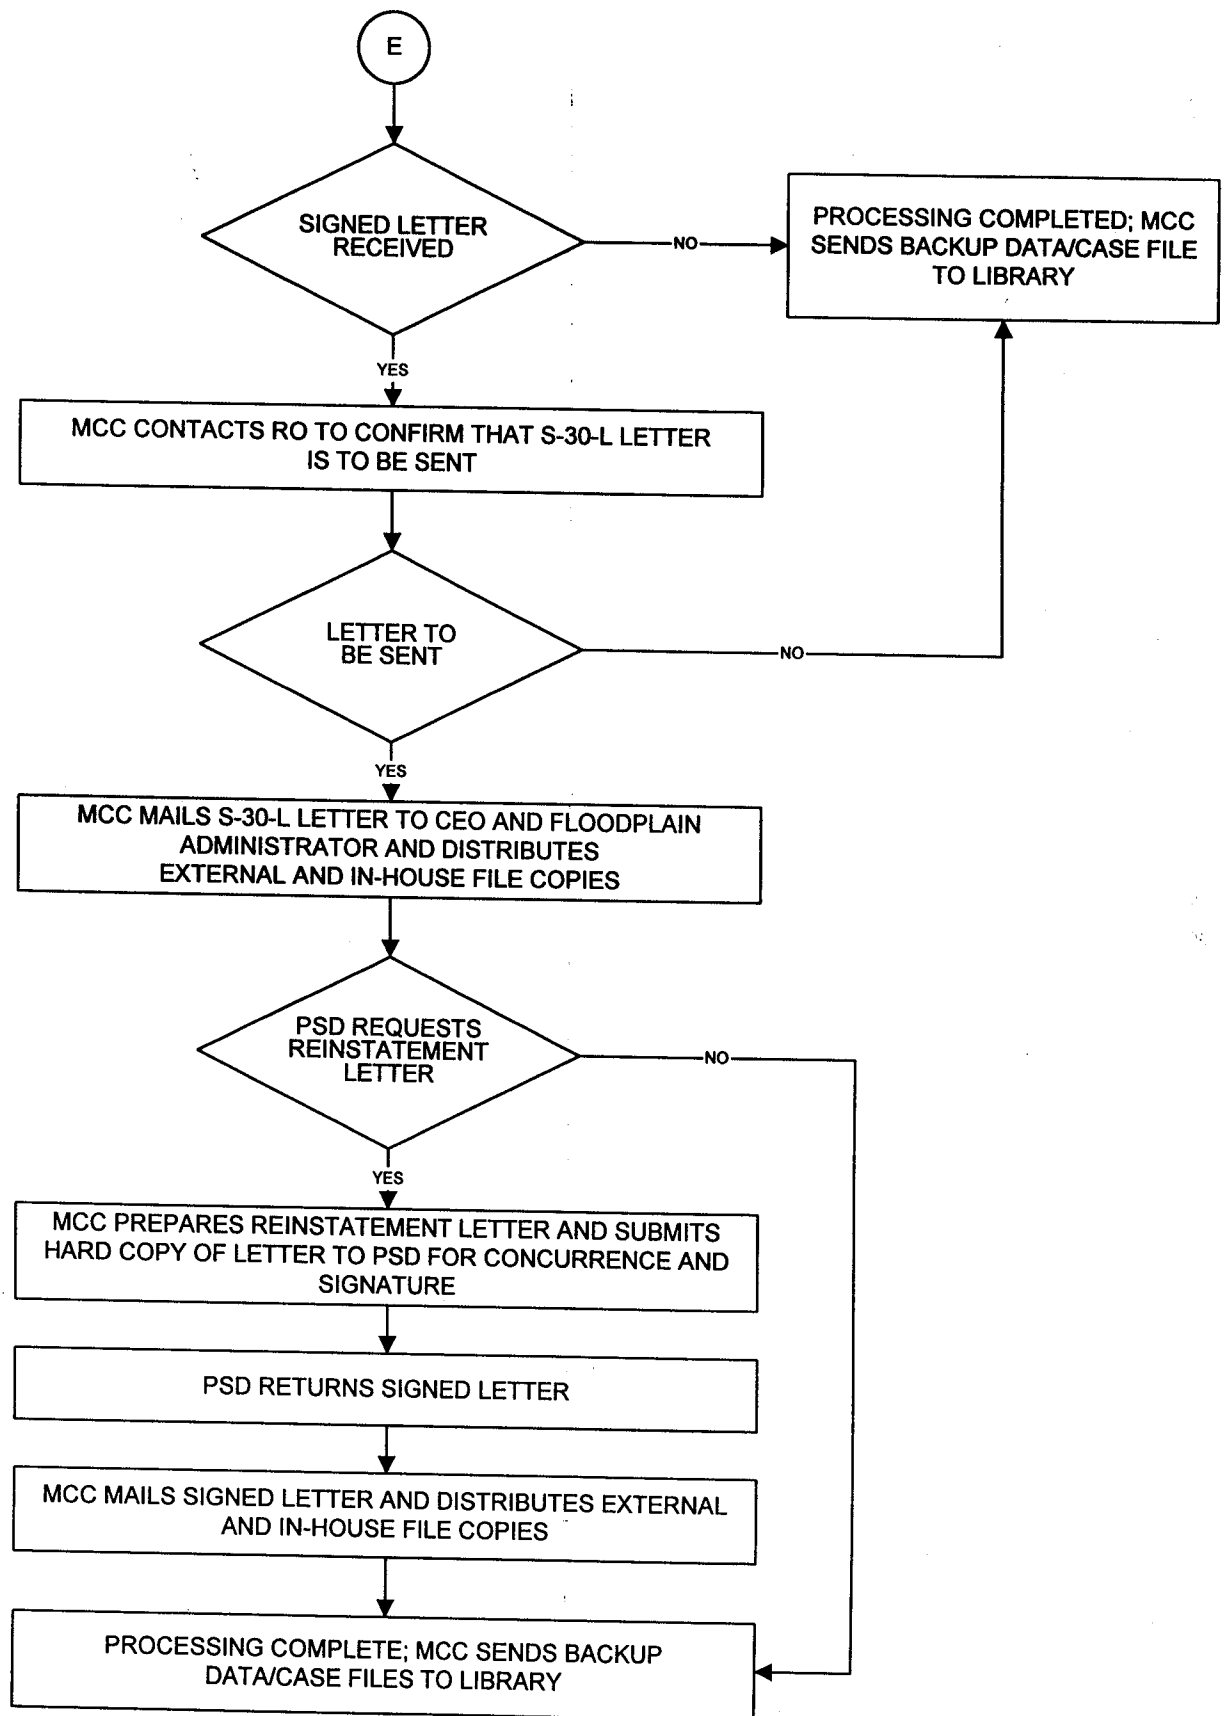 E
SIGNED LETTER
RECEIVED
NO
PROCESSING COMPLETED; MCC
SENDS BACKUP DATA/CASE FILE
TO LIBRARY
YES
MCC CONTACTS RO TO CONFIRM THAT S-30-L LETTER
IS TO BE SENT
LETTER TO
BE SENT
NO
YES
MCC MAILS S-30-L LETTER TO CEO AND FLOODPLAIN
ADMINISTRATOR AND DISTRIBUTES
EXTERNAL AND IN-HOUSE FILE COPIES
PSD REQUESTS
REINSTATEMENT
LETTER
NO
YES
MCC PREPARES REINSTATEMENT LETTER AND SUBMITS
HARD COPY OF LETTER TO PSD FOR CONCURRENCE AND
SIGNATURE
PSD RETURNS SIGNED LETTER
MCC MAILS SIGNED LETTER AND DISTRIBUTES EXTERNAL
AND IN-HOUSE FILE COPIES
PROCESSING COMPLETE; MCC SENDS BACKUP
DATA/CASE FILES TO LIBRARY